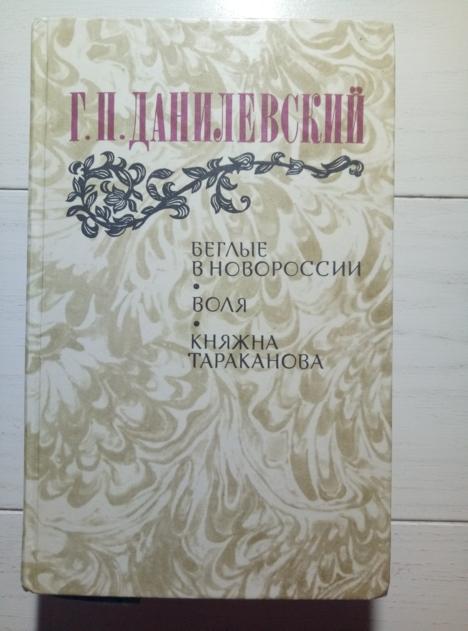 Г.П.ДАНИЛЕВСКИЙ
БЕГЛЫЕ
В НОВОРОССИИ
•
ВОЛЯ
•
КНЯЖНА
ТАРАКАНОВА